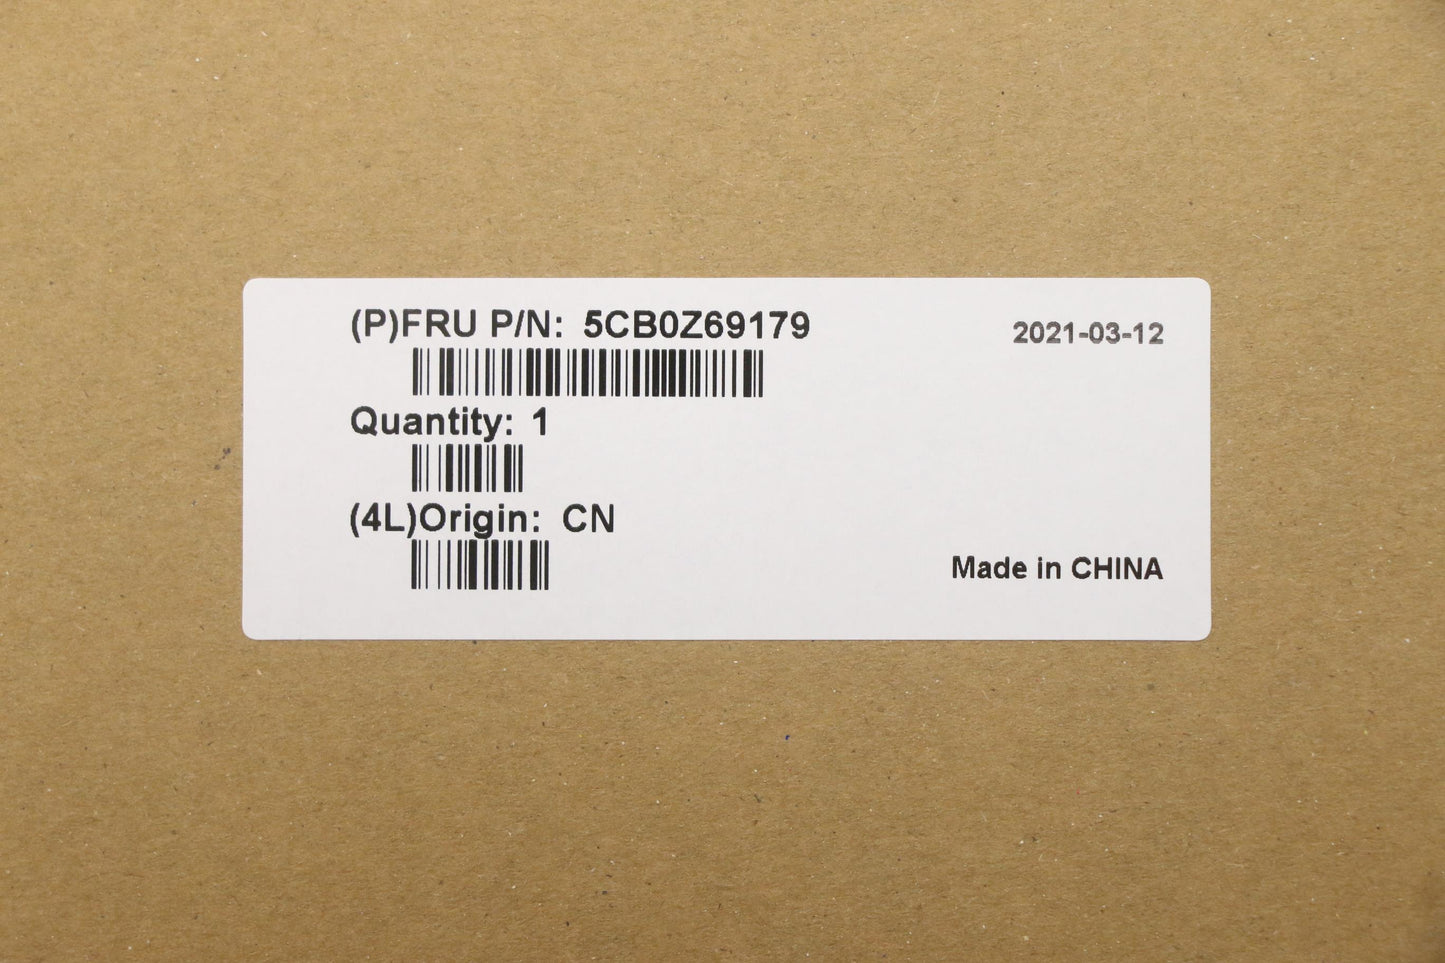 (P)FRU P/N: 5CB0Z69179
2021-03-12
Quantity: 1
(4L)Origin: CN
Made in CHINA